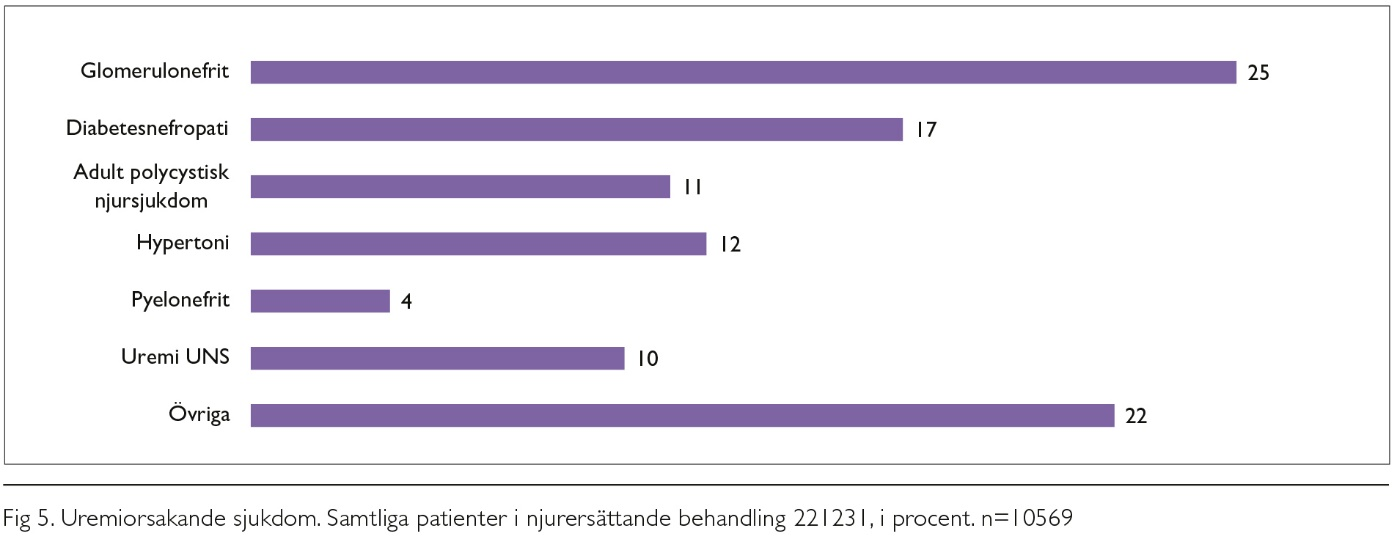 Glomerulonefrit 25
Diabetesnefropati 17
Adult polycystisk
njursjukdom 11
Hypertoni 12
Pyelonefrit 4
Uremi UNS 10
Övriga 22
Fig 5. Uremiorsakande sjukdom. Samtliga patienter i njurersättande behandling 221231, i procent. n=10569